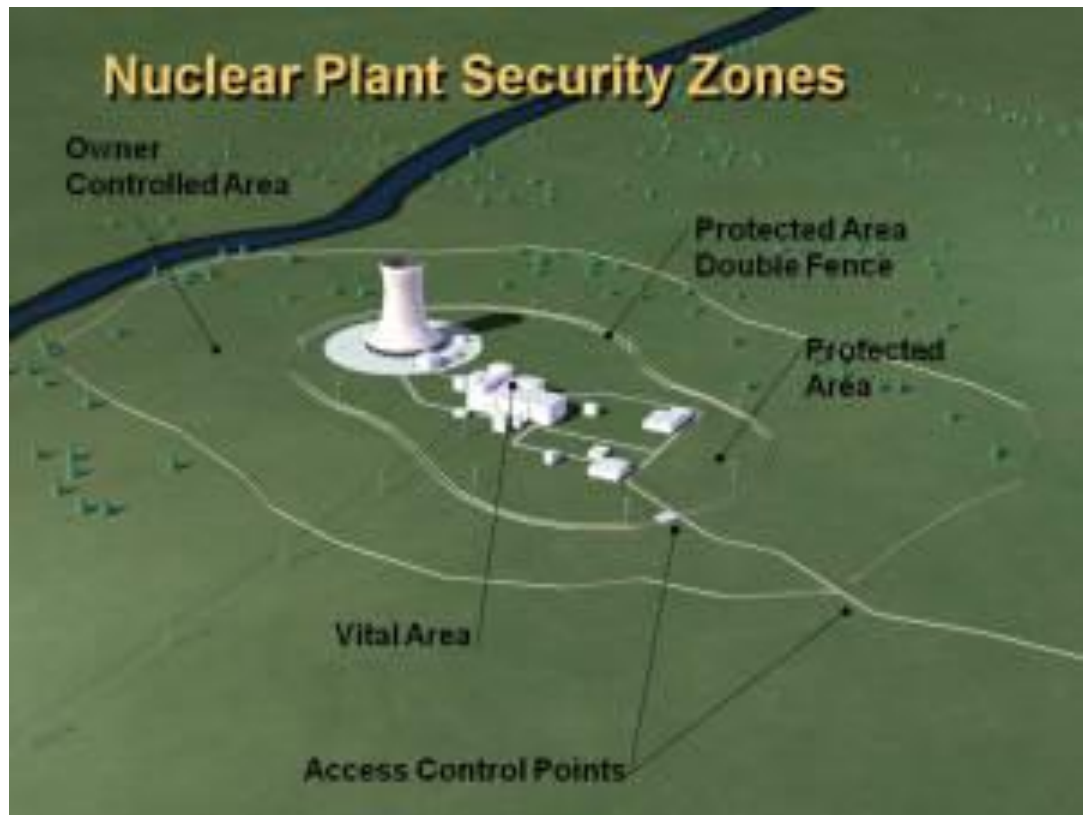 Nuclear Plant Security Zones
Owner
Controlled Area
Protected Area
Double Fence
Protected
Area
Vital Area
Access Control Points